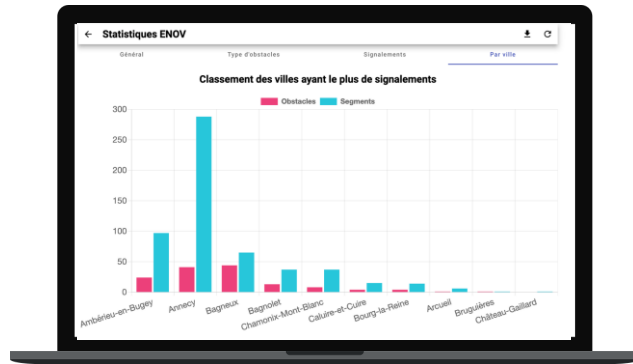 Statistiques ENOV
Général Type d'obstacles Signalements Par ville
Classement des villes ayant le plus de signalements
Obstacles Segments
300
250
200
150
100
50
0
Ambérieu-en-Bugey Annecy Bagneux Bagnolet Chamonix-Mont-Blanc Caluire-et-Cuire Bourg-la-Reine Arcueil Bruguières Château-Gaillard